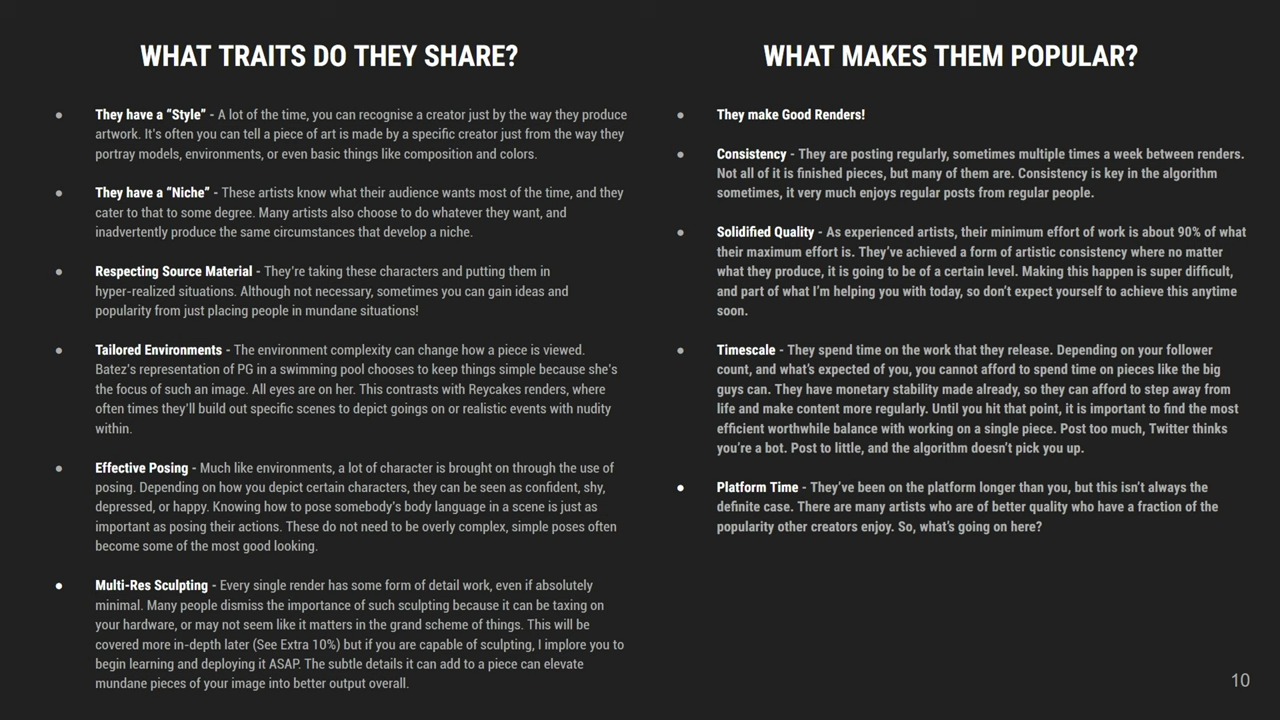 WHAT TRAITS DO THEY SHARE?
● They have a “Style” - A lot of the time, you can recognise a creator just by the way they produce
artwork. It’s often you can tell a piece of art is made by a specific creator just from the way they
portray models, environments, or even basic things like composition and colors.
● They have a “Niche” - These artists know what their audience wants most of the time, and they
cater to that to some degree. Many artists also choose to do whatever they want, and
inadvertently produce the same circumstances that develop a niche.
● Respecting Source Material - They’re taking these characters and putting them in
hyper-realized situations. Although not necessary, sometimes you can gain ideas and
popularity from just placing people in mundane situations!
● Tailored Environments - The environment complexity can change how a piece is viewed.
Batez’s representation of PG in a swimming pool chooses to keep things simple because she’s
the focus of such an image. All eyes are on her. This contrasts with Reycakes renders, where
often times they’ll build out specific scenes to depict goings on or realistic events with nudity
within.
● Effective Posing - Much like environments, a lot of character is brought on through the use of
posing. Depending on how you depict certain characters, they can be seen as confident, shy,
depressed, or happy. Knowing how to pose somebody’s body language in a scene is just as
important as posing their actions. These do not need to be overly complex, simple poses often
become some of the most good looking.
● Multi-Res Sculpting - Every single render has some form of detail work, even if absolutely
minimal. Many people dismiss the importance of such sculpting because it can be taxing on
your hardware, or may not seem like it matters in the grand scheme of things. This will be
covered more in-depth later (See Extra 10%) but if you are capable of sculpting, I implore you to
begin learning and deploying it ASAP. The subtle details it can add to a piece can elevate
mundane pieces of your image into better output overall.
WHAT MAKES THEM POPULAR?
● They make Good Renders!
● Consistency - They are posting regularly, sometimes multiple times a week between renders.
Not all of it is finished pieces, but many of them are. Consistency is key in the algorithm
sometimes, it very much enjoys regular posts from regular people.
● Solidified Quality - As experienced artists, their minimum effort of work is about 90% of what
their maximum effort is. They’ve achieved a form of artistic consistency where no matter
what they produce, it is going to be of a certain level. Making this happen is super difficult,
and part of what I’m helping you with today, so don’t expect yourself to achieve this anytime
soon.
● Timescale - They spend time on the work that they release. Depending on your follower
count, and what’s expected of you, you cannot afford to spend time on pieces like the big
guys can. They have monetary stability made already, so they can afford to step away from
life and make content more regularly. Until you hit that point, it is important to find the most
efficient worthwhile balance with working on a single piece. Post too much, Twitter thinks
you’re a bot. Post to little, and the algorithm doesn’t pick you up.
● Platform Time - They’ve been on the platform longer than you, but this isn’t always the
definite case. There are many artists who are of better quality who have a fraction of the
popularity other creators enjoy. So, what’s going on here?
10